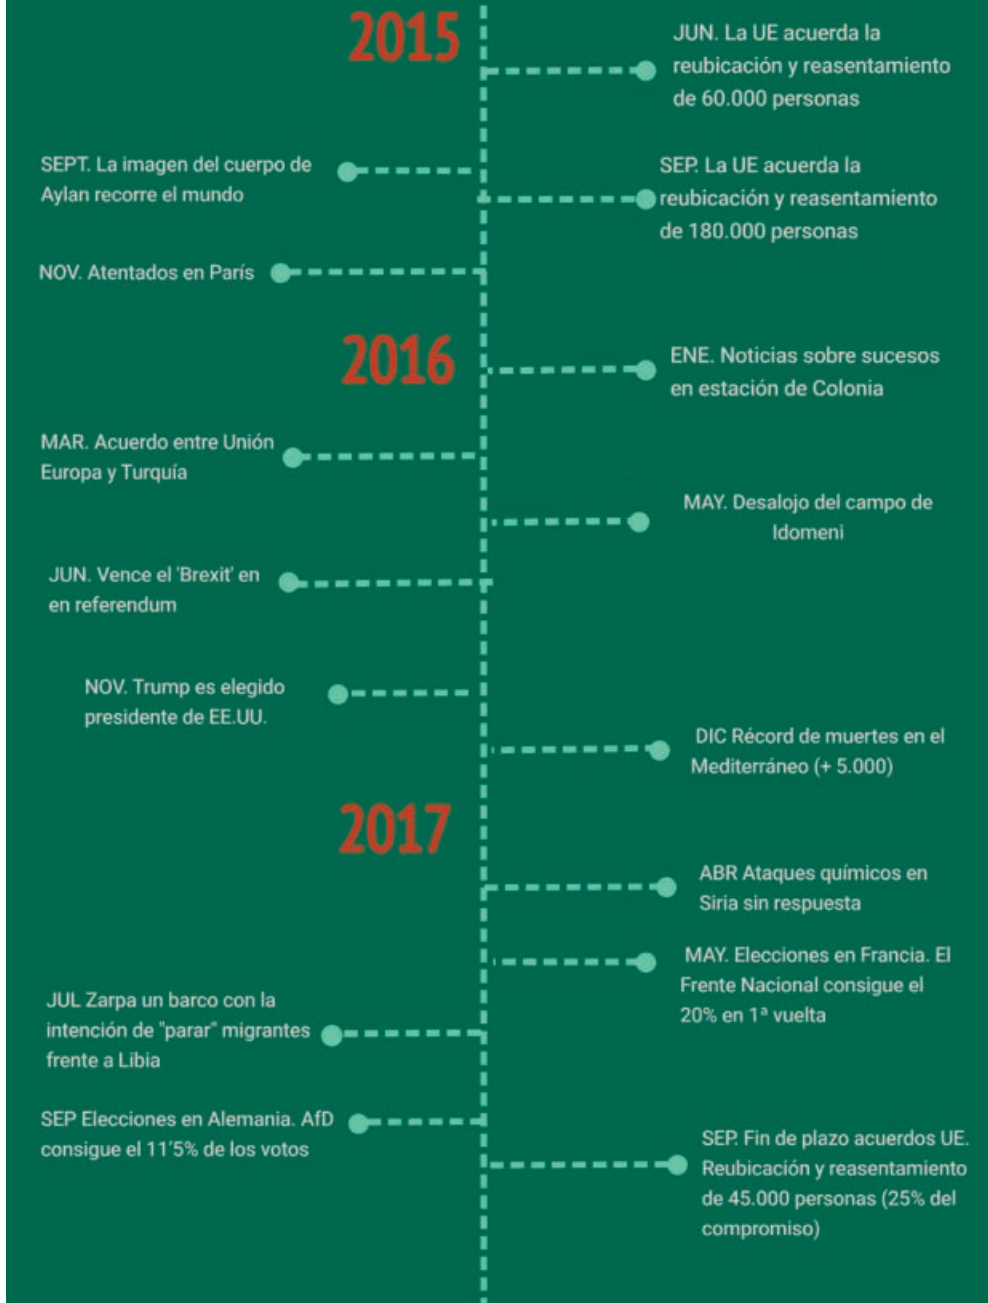 2015
JUN. La UE acuerda la
reubicación y reasentamiento
de 60.000 personas
SEPT. La imagen del cuerpo de
Aylan recorre el mundo
SEP. La UE acuerda la
reubicación y reasentamiento
de 180.000 personas
NOV. Atentados en París
2016
ENE. Noticias sobre sucesos
en estación de Colonia
MAR. Acuerdo entre Unión
Europa y Turquía
MAY. Desalojo del campo de
Idomeni
JUN. Vence el 'Brexit' en
en referendum
NOV. Trump es elegido
presidente de EE.UU.
DIC Récord de muertes en el
Mediterráneo (+ 5.000)
2017
ABR Ataques químicos en
Siria sin respuesta
MAY. Elecciones en Francia. El
Frente Nacional consigue el
20% en 1ª vuelta
JUL Zarpa un barco con la
intención de "parar" migrantes
frente a Libia
SEP Elecciones en Alemania. AfD
consigue el 11'5% de los votos
SEP. Fin de plazo acuerdos UE.
Reubicación y reasentamiento
de 45.000 personas (25% del
compromiso)